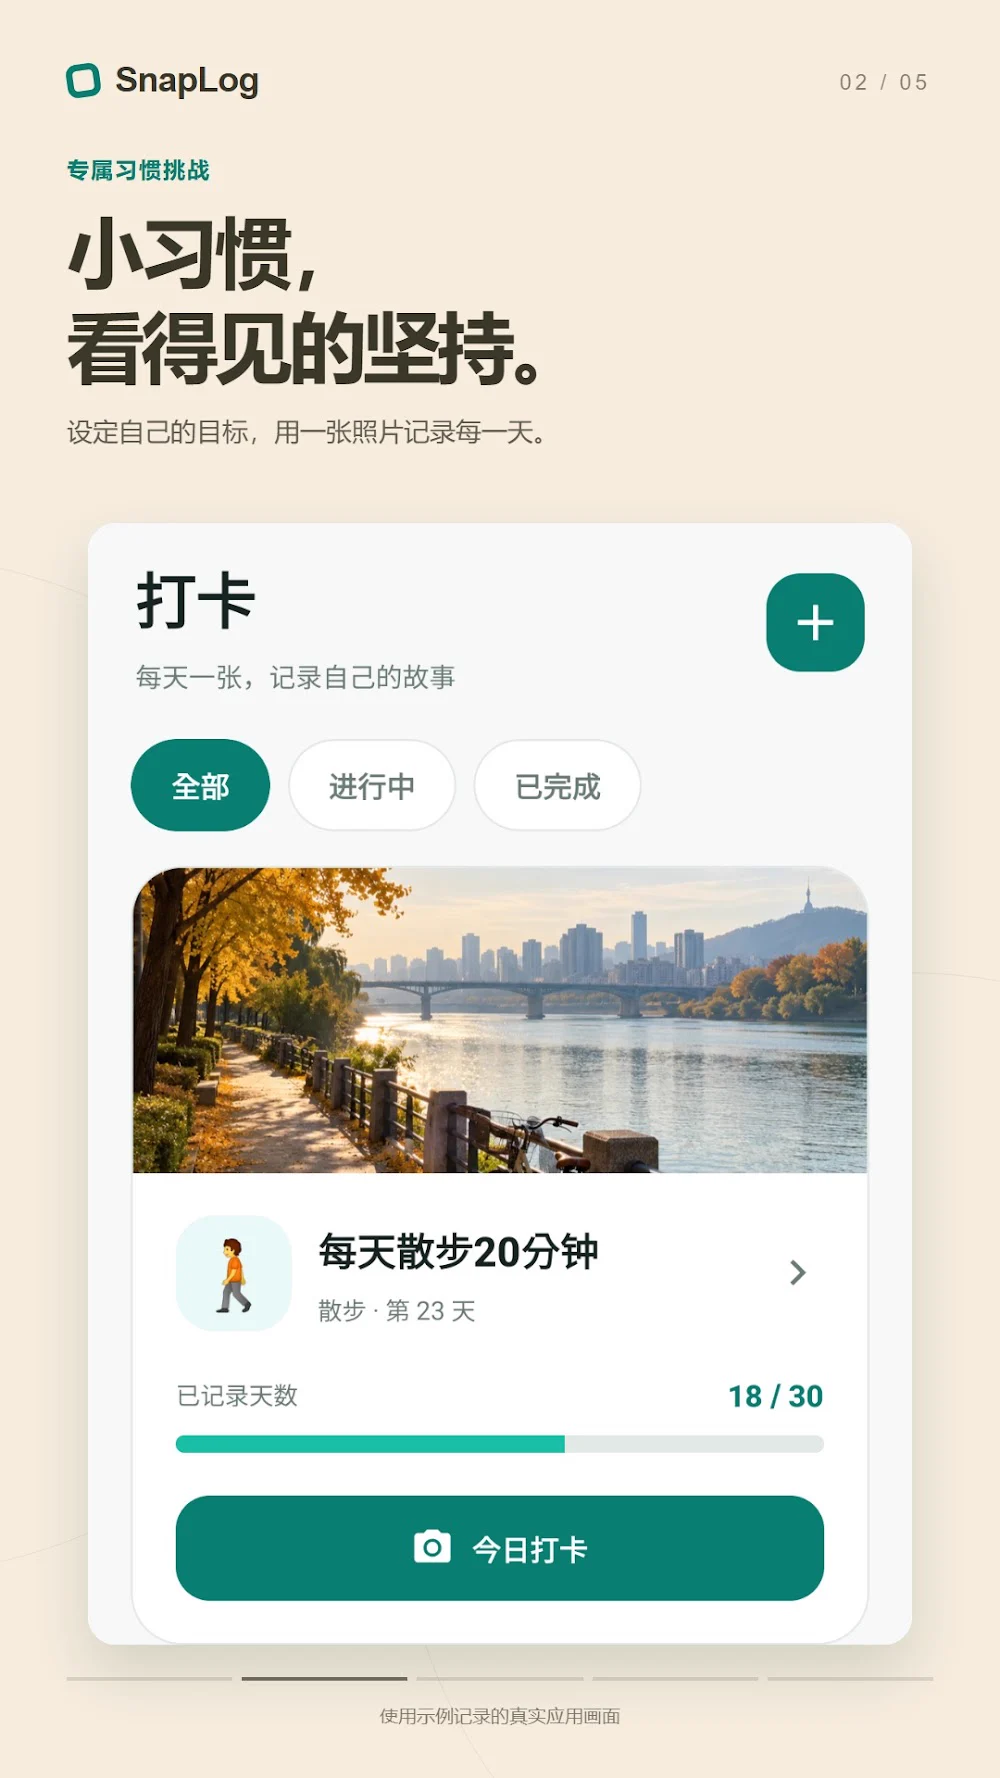 SnapLog
02 / 05
专属习惯挑战
小习惯，
看得见的坚持。
设定自己的目标，用一张照片记录每一天。
打卡
每天一张，记录自己的故事
全部
进行中
已完成
每天散步20分钟
散步 · 第 23 天
已记录天数
18 / 30
今日打卡
使用示例记录的真实应用画面